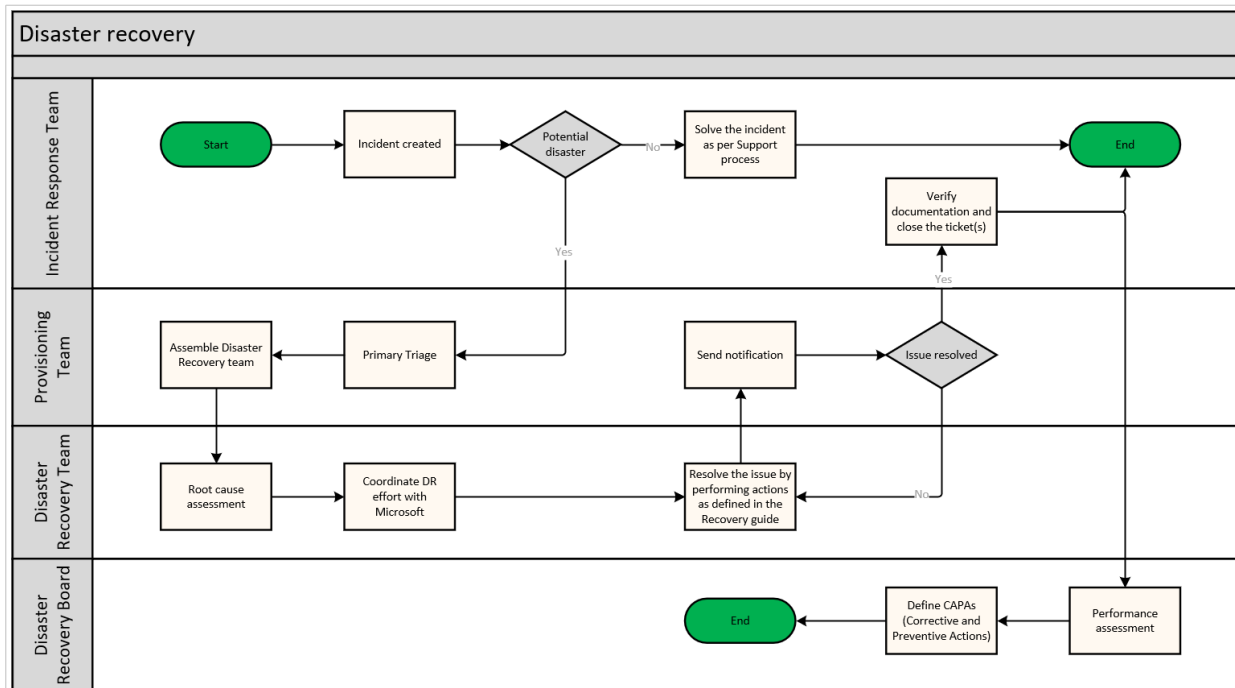 Disaster recovery
Incident Response Team
Start
Incident created
Potential
disaster
No
Solve the incident
as per Support
process
End
Verify
documentation and
close the ticket(s)
Yes
Yes
Provisioning
Team
Assemble Disaster
Recovery team
Primary Triage
Send notification
Issue resolved
Disaster
Recovery Team
Root cause
assessment
Coordinate DR
effort with
Microsoft
Resolve the issue by
performing actions
as defined in the
Recovery guide
No
Disaster
Recovery Board
End
Define CAPAs
(Corrective and
Preventive Actions)
Performance
assessment